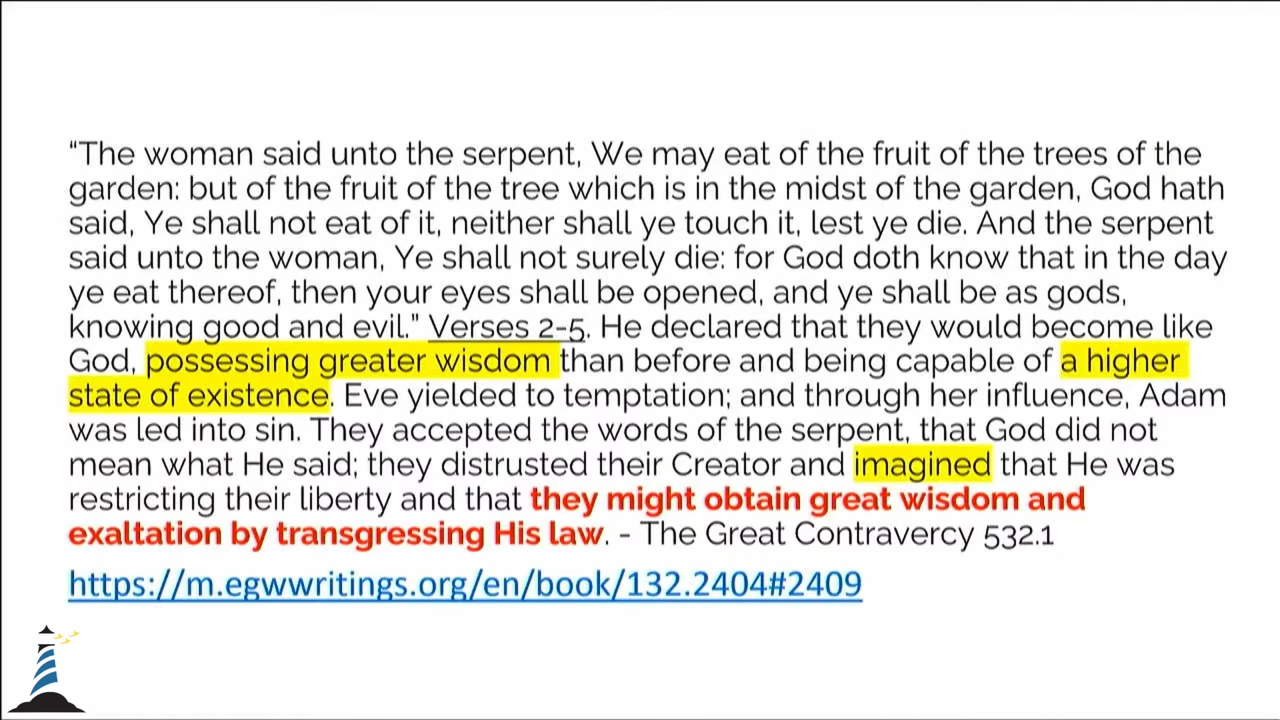 “The woman said unto the serpent, We may eat of the fruit of the trees of the
garden: but of the fruit of the tree which is in the midst of the garden, God hath
said, Ye shall not eat of it, neither shall ye touch it, lest ye die. And the serpent
said unto the woman, Ye shall not surely die: for God doth know that in the day
ye eat thereof, then your eyes shall be opened, and ye shall be as gods,
knowing good and evil.” Verses 2-5. He declared that they would become like
God, possessing greater wisdom than before and being capable of a higher
state of existence. Eve yielded to temptation; and through her influence, Adam
was led into sin. They accepted the words of the serpent, that God did not
mean what He said; they distrusted their Creator and imagined that He was
restricting their liberty and that they might obtain great wisdom and
exaltation by transgressing His law. - The Great Contravercy 532.1
https://m.egwwritings.org/en/book/132.2404#2409